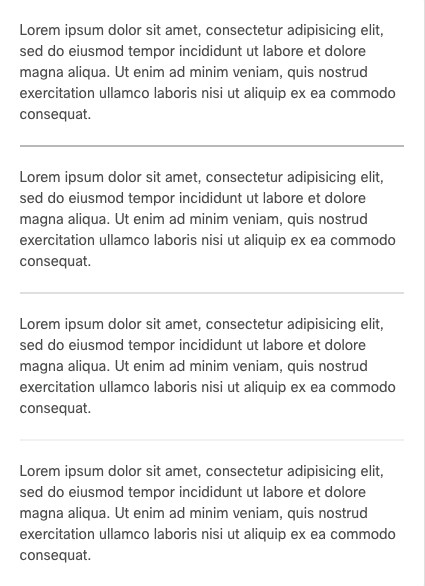 Lorem ipsum dolor sit amet, consectetur adipisicing elit,
sed do eiusmod tempor incididunt ut labore et dolore
magna aliqua. Ut enim ad minim veniam, quis nostrud
exercitation ullamco laboris nisi ut aliquip ex ea commodo
consequat.
Lorem ipsum dolor sit amet, consectetur adipisicing elit,
sed do eiusmod tempor incididunt ut labore et dolore
magna aliqua. Ut enim ad minim veniam, quis nostrud
exercitation ullamco laboris nisi ut aliquip ex ea commodo
consequat.
Lorem ipsum dolor sit amet, consectetur adipisicing elit,
sed do eiusmod tempor incididunt ut labore et dolore
magna aliqua. Ut enim ad minim veniam, quis nostrud
exercitation ullamco laboris nisi ut aliquip ex ea commodo
consequat.
Lorem ipsum dolor sit amet, consectetur adipisicing elit,
sed do eiusmod tempor incididunt ut labore et dolore
magna aliqua. Ut enim ad minim veniam, quis nostrud
exercitation ullamco laboris nisi ut aliquip ex ea commodo
consequat.